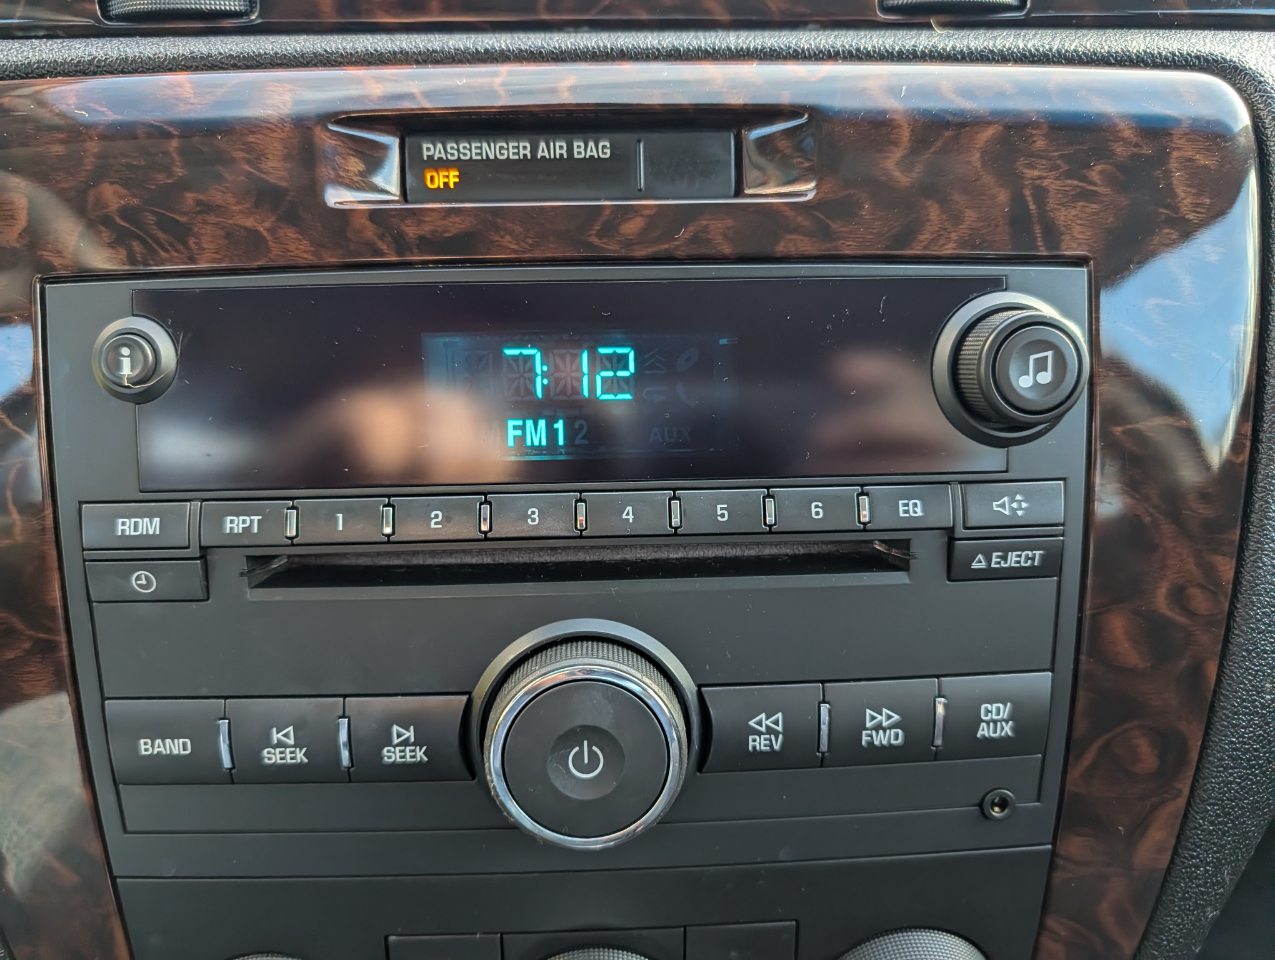 PASSENGER AIR BAG
OFF
i
7:12
FM1 2
AUX
RDM
RPT
1
2
3
4
5
6
EQ
EJECT
BAND
SEEK
SEEK
REV
FWD
CD/
AUX